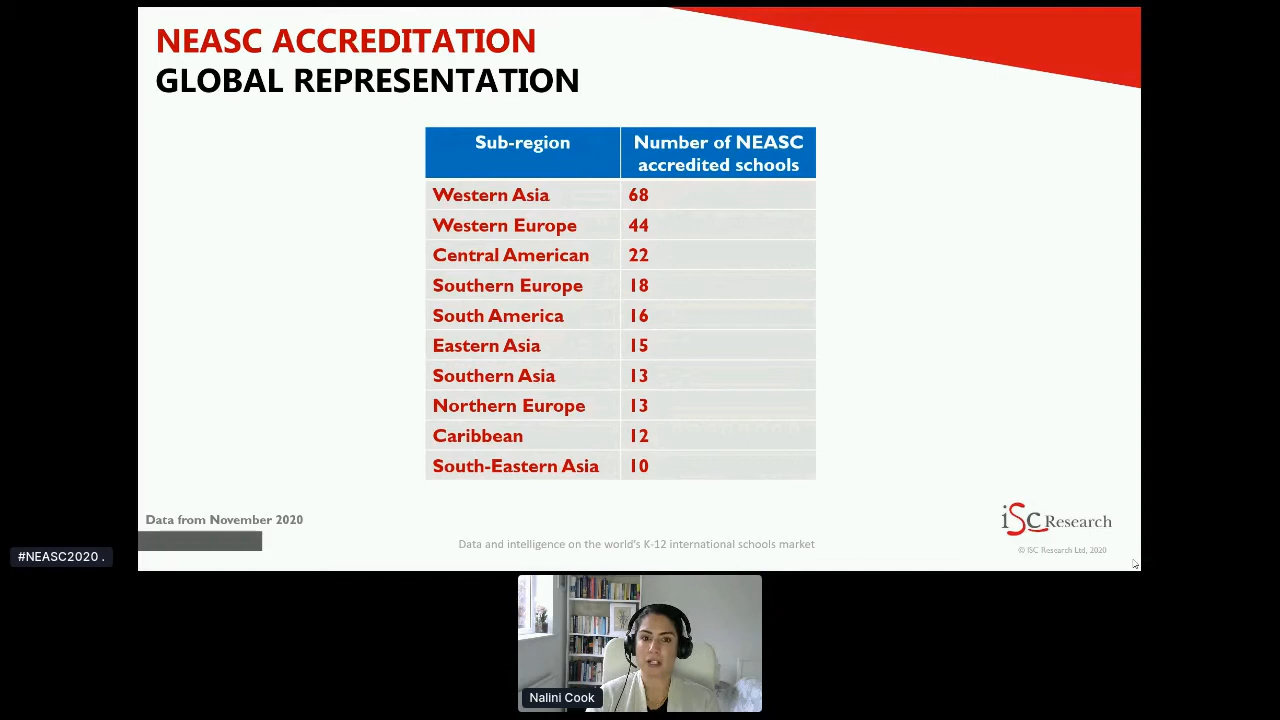 NEASC ACCREDITATION
GLOBAL REPRESENTATION
Sub-region Number of NEASC accredited schools
Western Asia 68
Western Europe 44
Central American 22
Southern Europe 18
South America 16
Eastern Asia 15
Southern Asia 13
Northern Europe 13
Caribbean 12
South-Eastern Asia 10
Data from November 2020
Data and intelligence on the world's K-12 international schools market
iSC Research
© ISC Research Ltd, 2020
#NEASC2020 .
Nalini Cook